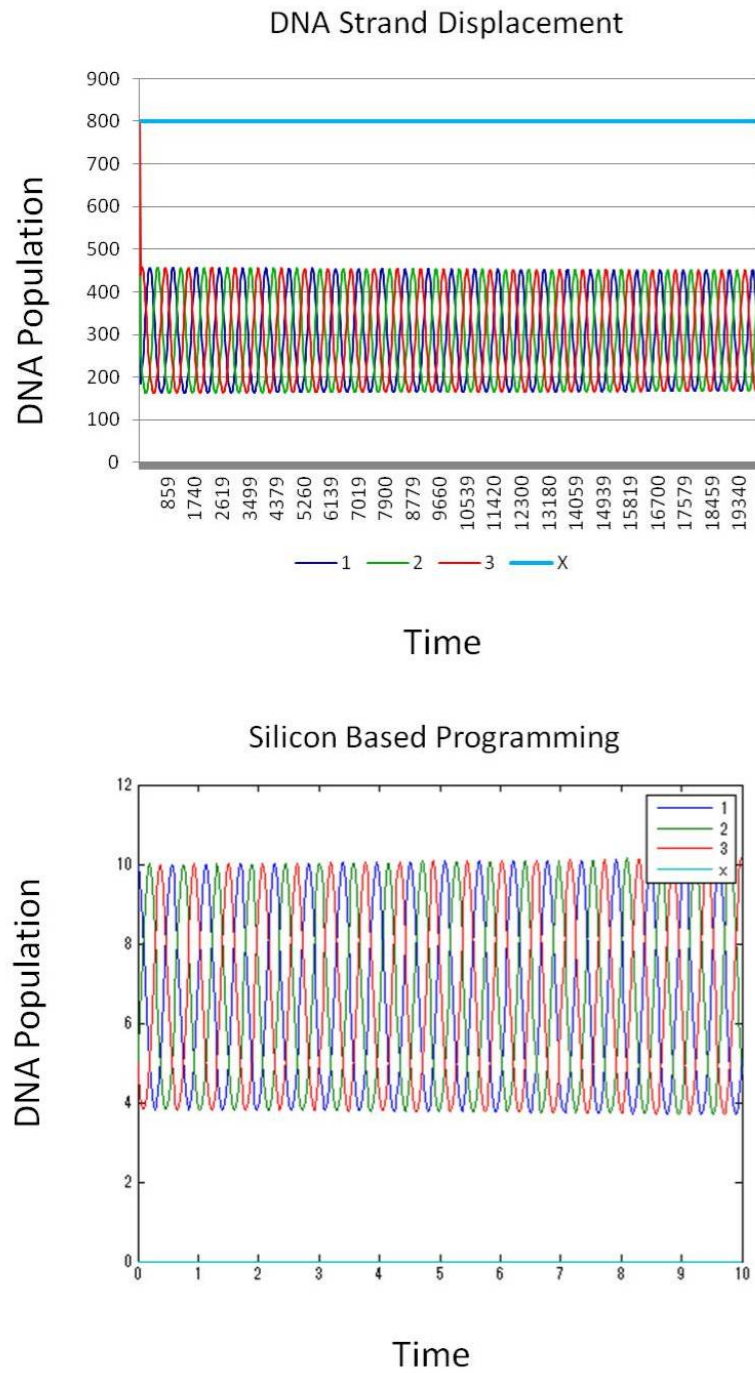 DNA Strand Displacement
DNA Population
900
800
700
600
500
400
300
200
100
0
859 1740 2619 3499 4379 5260 6139 7019 7900 8779 9660 10539 11420 12300 13180 14059 14939 15819 16700 17579 18459 19340
1 2 3 X
Time
Silicon Based Programming
DNA Population
12
10
8
6
4
2
0
1
2
3
x
0 1 2 3 4 5 6 7 8 9 10
Time